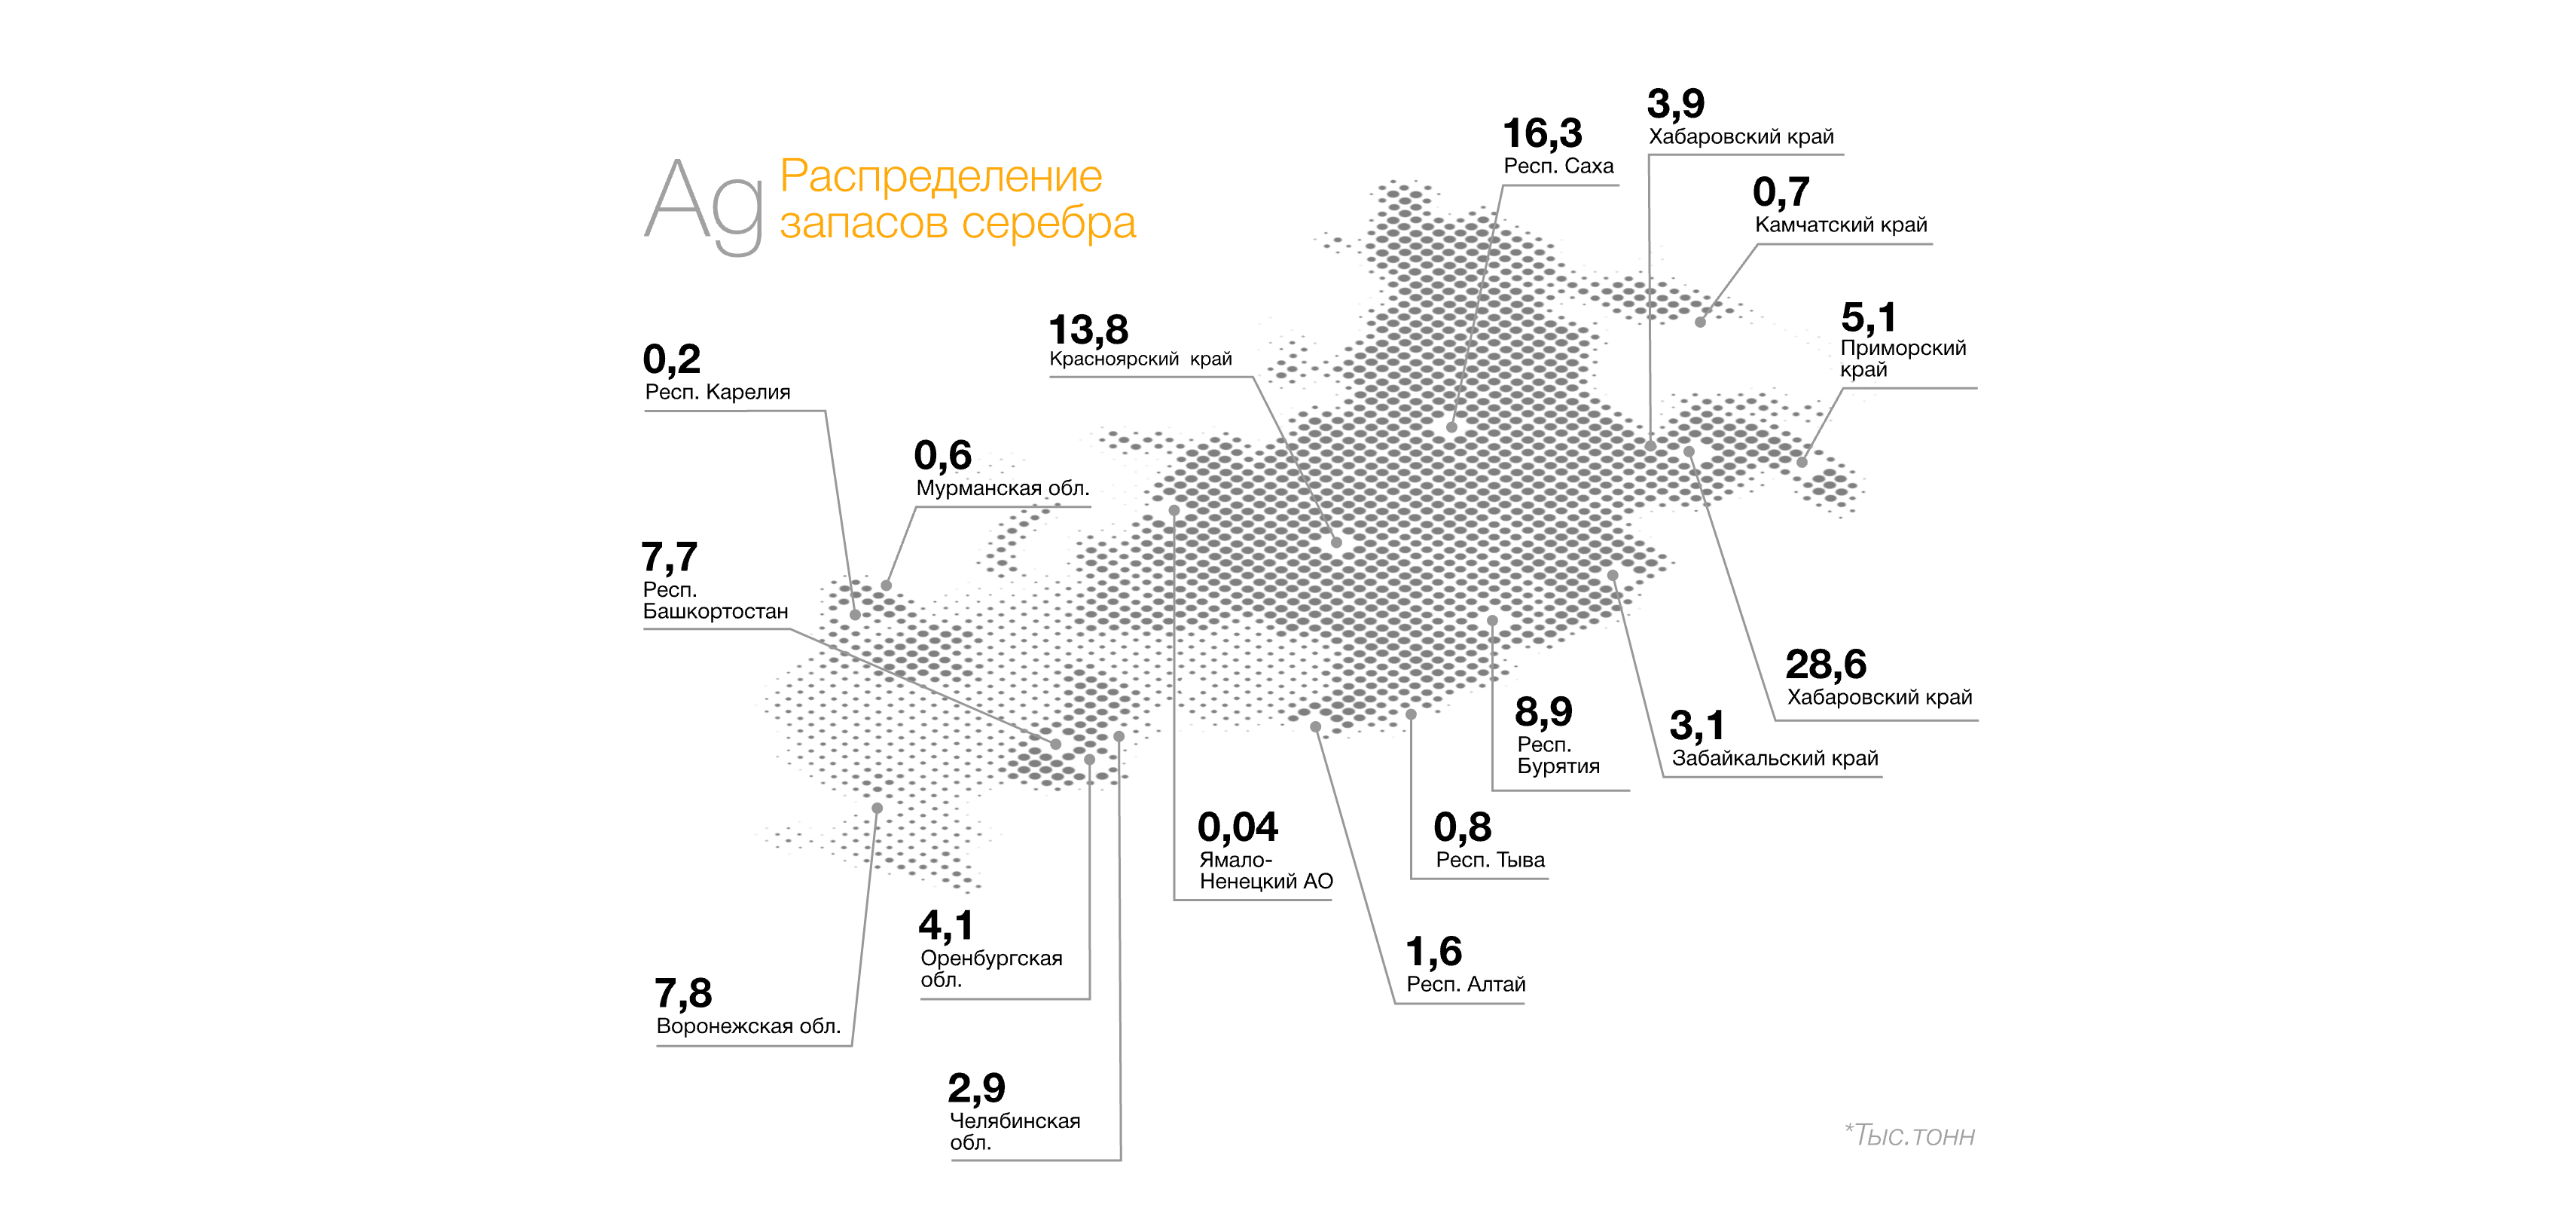 Ag
Распределение
запасов серебра
3,9
Хабаровский край
16,3
Респ. Саха
0,7
Камчатский край
5,1
Приморский
край
13,8
Красноярский край
0,2
Респ. Карелия
0,6
Мурманская обл.
7,7
Респ.
Башкортостан
28,6
Хабаровский край
8,9
Респ.
Бурятия
3,1
Забайкальский край
0,04
Ямало-
Ненецкий АО
0,8
Респ. Тыва
4,1
Оренбургская
обл.
1,6
Респ. Алтай
7,8
Воронежская обл.
2,9
Челябинская
обл.
*Тыс.тонн